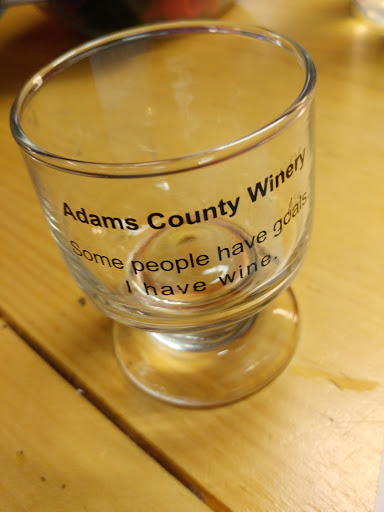 Adams County Winery
Some people have goals.
I have wine.